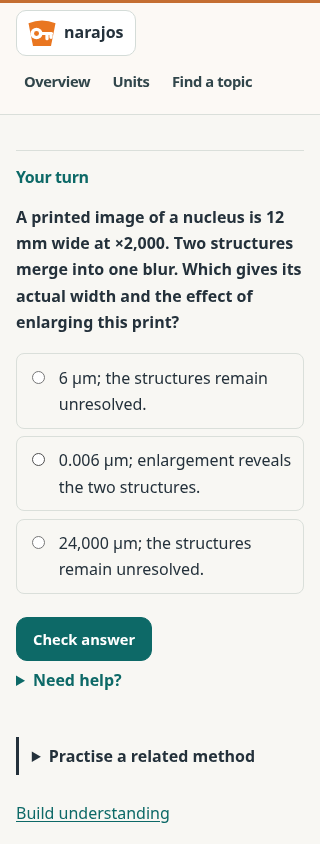 narajos
Overview Units Find a topic
Your turn
A printed image of a nucleus is 12
mm wide at ×2,000. Two structures
merge into one blur. Which gives its
actual width and the effect of
enlarging this print?
6 µm; the structures remain
unresolved.
0.006 µm; enlargement reveals
the two structures.
24,000 µm; the structures
remain unresolved.
Check answer
Need help?
Practise a related method
Build understanding